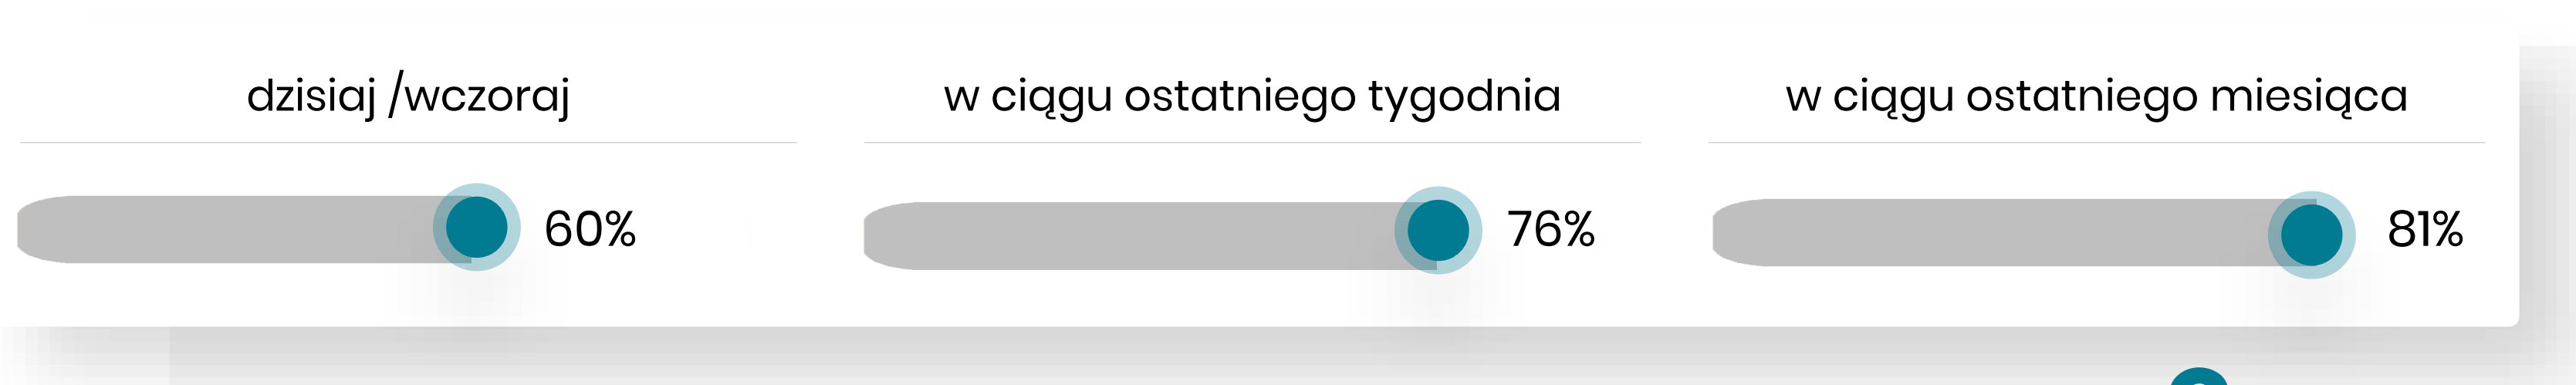 dzisiaj /wczoraj
w ciągu ostatniego tygodnia
w ciągu ostatniego miesiąca
60%
76%
81%